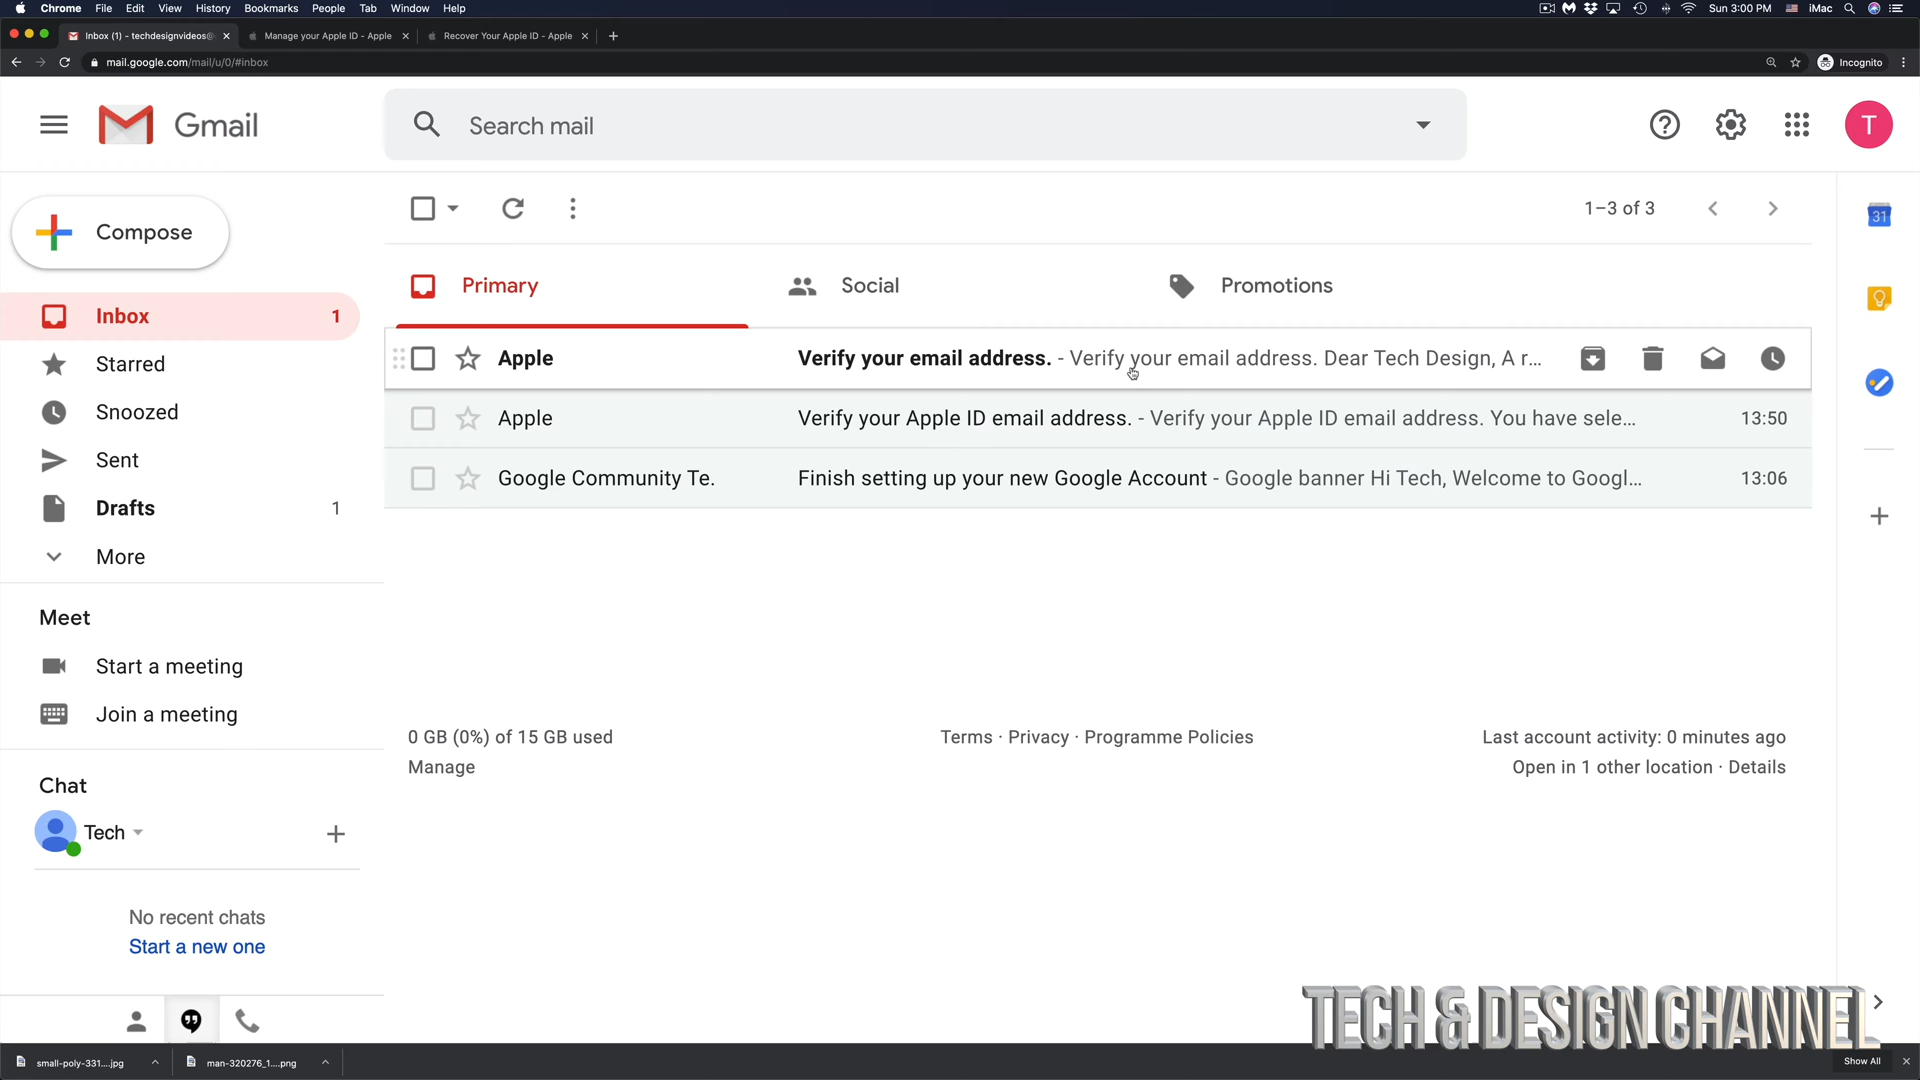 Chrome File Edit View History Bookmarks People Tab Window Help
Sun 3:00 PM iMac
Inbox (1) - techdesignvideos@ Manage your Apple ID - Apple Recover Your Apple ID - Apple
mail.google.com/mail/u/0/#inbox Incognito
Gmail
Search mail
T
Compose
1–3 of 3
31
Primary Social Promotions
Inbox 1
Starred
Snoozed
Sent
Drafts 1
More
Apple Verify your email address. - Verify your email address. Dear Tech Design, A r...
Apple Verify your Apple ID email address. - Verify your Apple ID email address. You have sele... 13:50
Google Community Te. Finish setting up your new Google Account - Google banner Hi Tech, Welcome to Googl... 13:06
Meet
Start a meeting
Join a meeting
0 GB (0%) of 15 GB used
Manage
Terms · Privacy · Programme Policies
Last account activity: 0 minutes ago
Open in 1 other location · Details
Chat
Tech
No recent chats
Start a new one
TECH & DESIGN CHANNEL
small-poly-331....jpg man-320276_1....png Show All